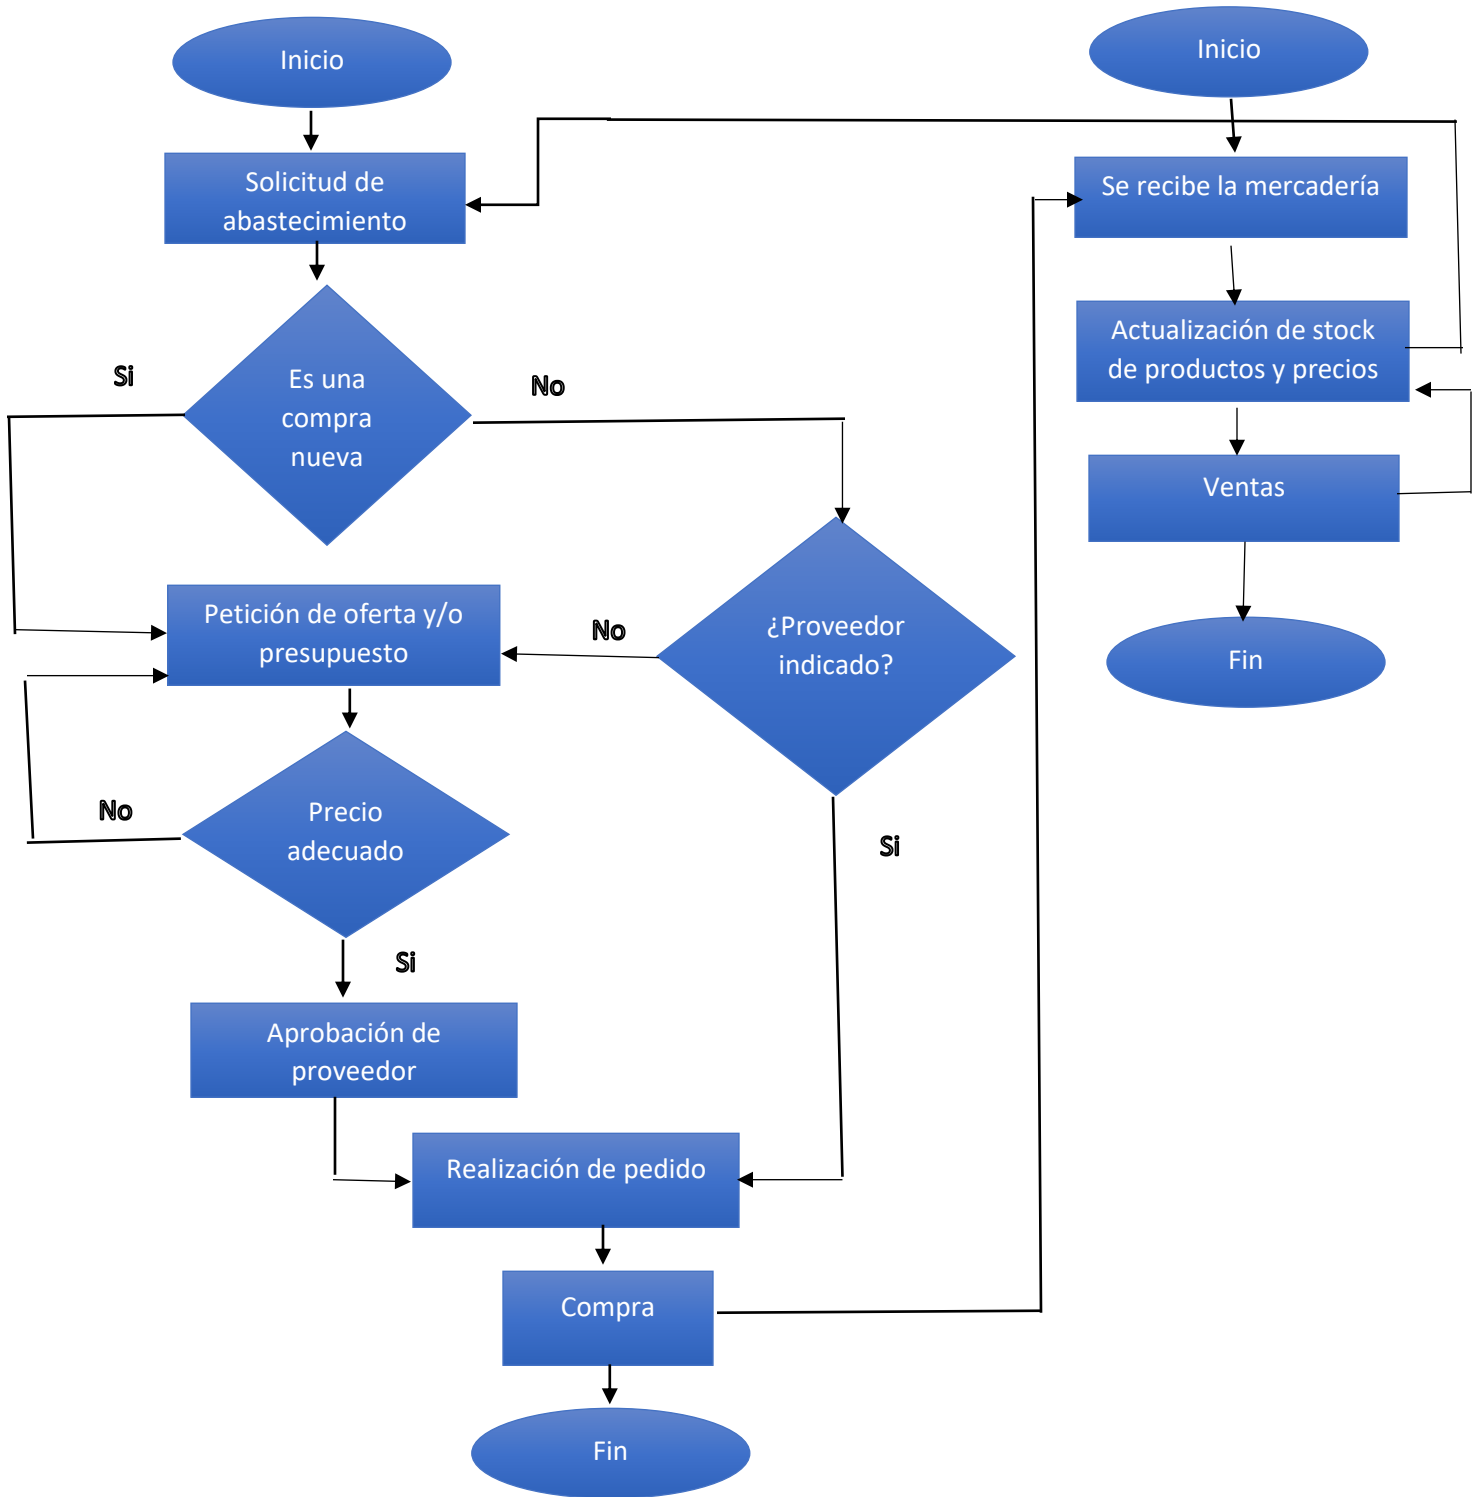 Inicio
Solicitud de
abastecimiento
Es una
compra
nueva
Si
No
Petición de oferta y/o
presupuesto
No
¿Proveedor
indicado?
Precio
adecuado
No
Si
Si
Aprobación de
proveedor
Realización de pedido
Compra
Fin
Inicio
Se recibe la mercadería
Actualización de stock
de productos y precios
Ventas
Fin